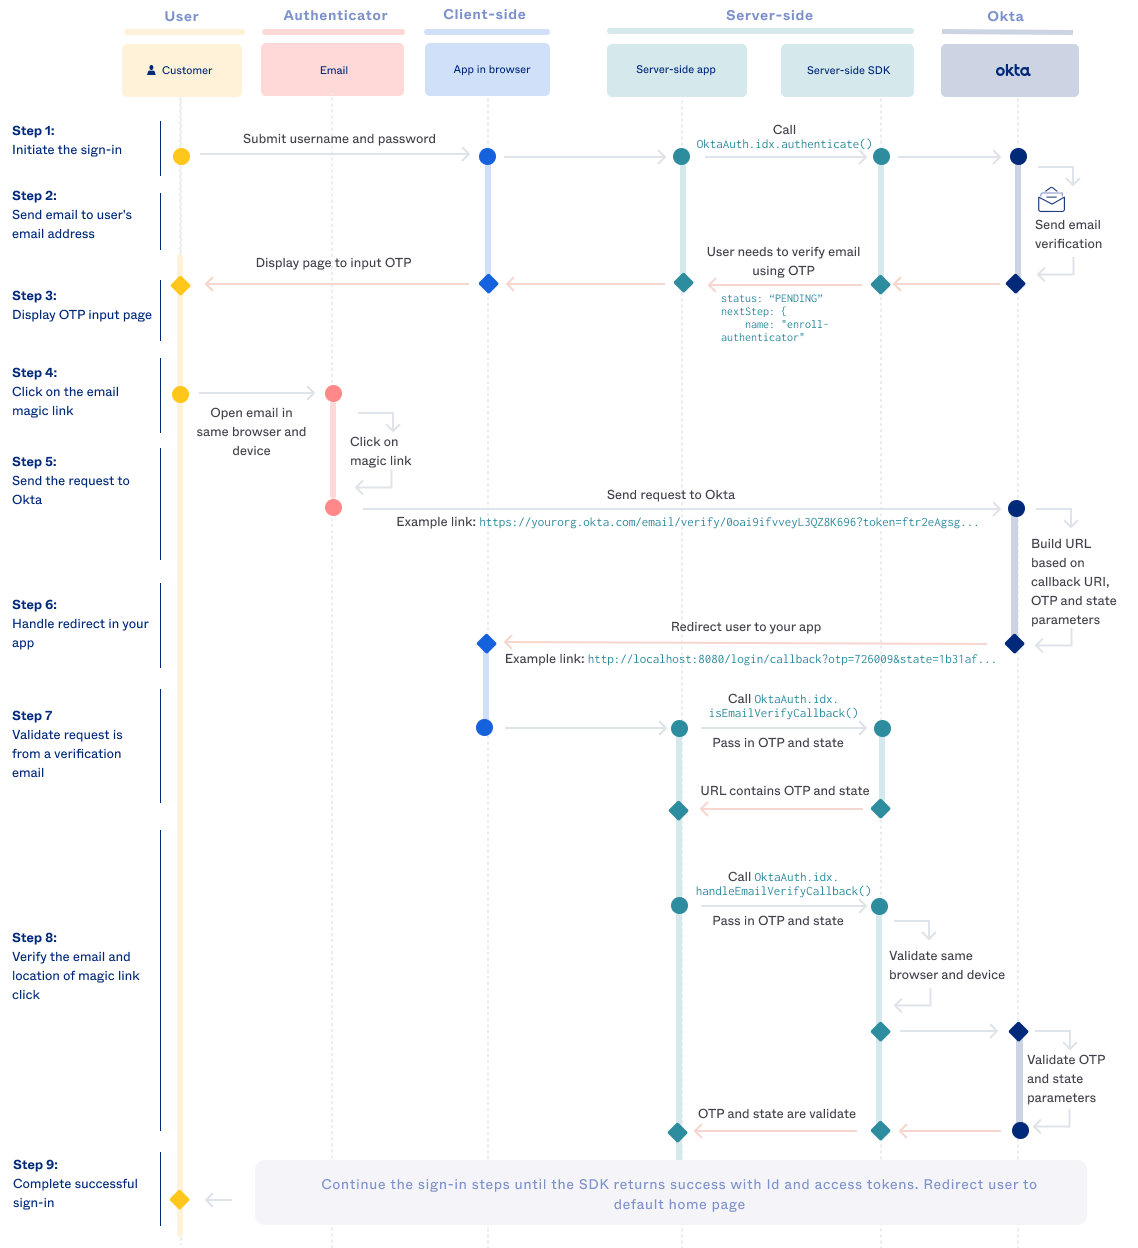 User
Authenticator
Client-side
Server-side
Okta
Customer
Email
App in browser
Server-side app
Server-side SDK
okta
Step 1:
Initiate the sign-in
Submit username and password
Call
OktaAuth.idx.authenticate()
Step 2:
Send email to user's
email address
Send email
verification
Display page to input OTP
User needs to verify email
using OTP
Step 3:
Display OTP input page
status: “PENDING”
nextStep: {
name: "enroll-
authenticator"
Step 4:
Click on the email
magic link
Open email in
same browser and
device
Click on
magic link
Step 5:
Send the request to
Okta
Send request to Okta
Example link: https://yourorg.okta.com/email/verify/0oai9ifvveyL3QZ8K696?token=ftr2eAgsg...
Build URL
based on
callback URI,
OTP and state
parameters
Step 6:
Handle redirect in your
app
Redirect user to your app
Example link: http://localhost:8080/login/callback?otp=726009&state=1b31af...
Step 7
Validate request is
from a verification
email
Call OktaAuth.idx.
isEmailVerifyCallback()
Pass in OTP and state
URL contains OTP and state
Call OktaAuth.idx.
handleEmailVerifyCallback()
Pass in OTP and state
Step 8:
Verify the email and
location of magic link
click
Validate same
browser and device
Validate OTP
and state
parameters
OTP and state are validate
Step 9:
Complete successful
sign-in
Continue the sign-in steps until the SDK returns success with Id and access tokens. Redirect user to
default home page